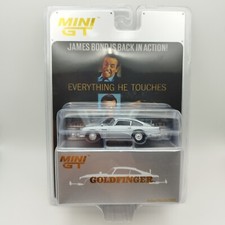 MINI
GT
JAMES BOND IS BACK IN ACTION!
EVERYTHING HE TOUCHES
MINI
GT
GOLDFINGER